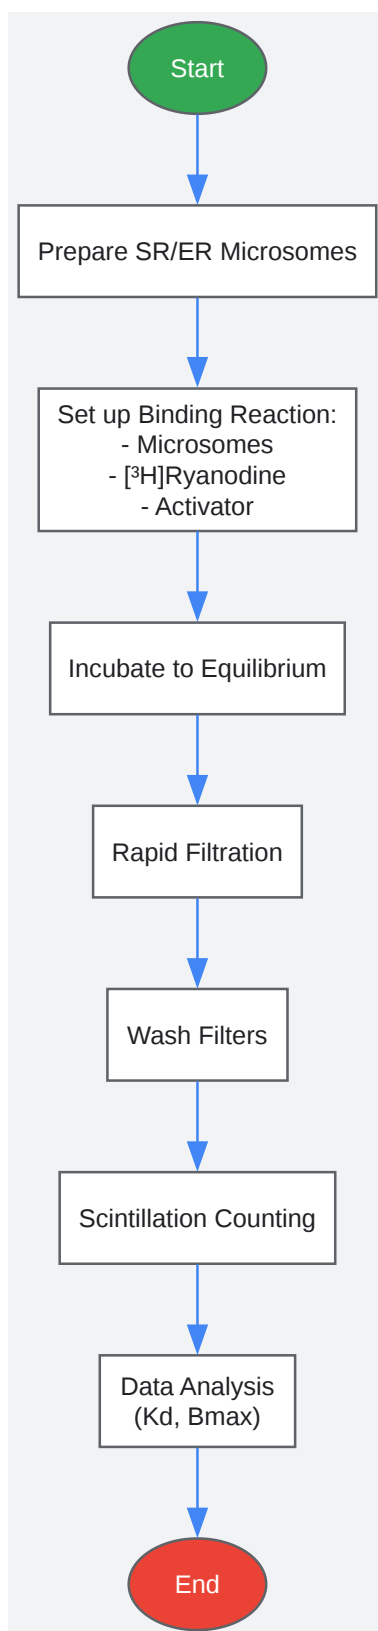 Start
Prepare SR/ER Microsomes
Set up Binding Reaction:
- Microsomes
- [³H]Ryanodine
- Activator
Incubate to Equilibrium
Rapid Filtration
Wash Filters
Scintillation Counting
Data Analysis
(Kd, Bmax)
End